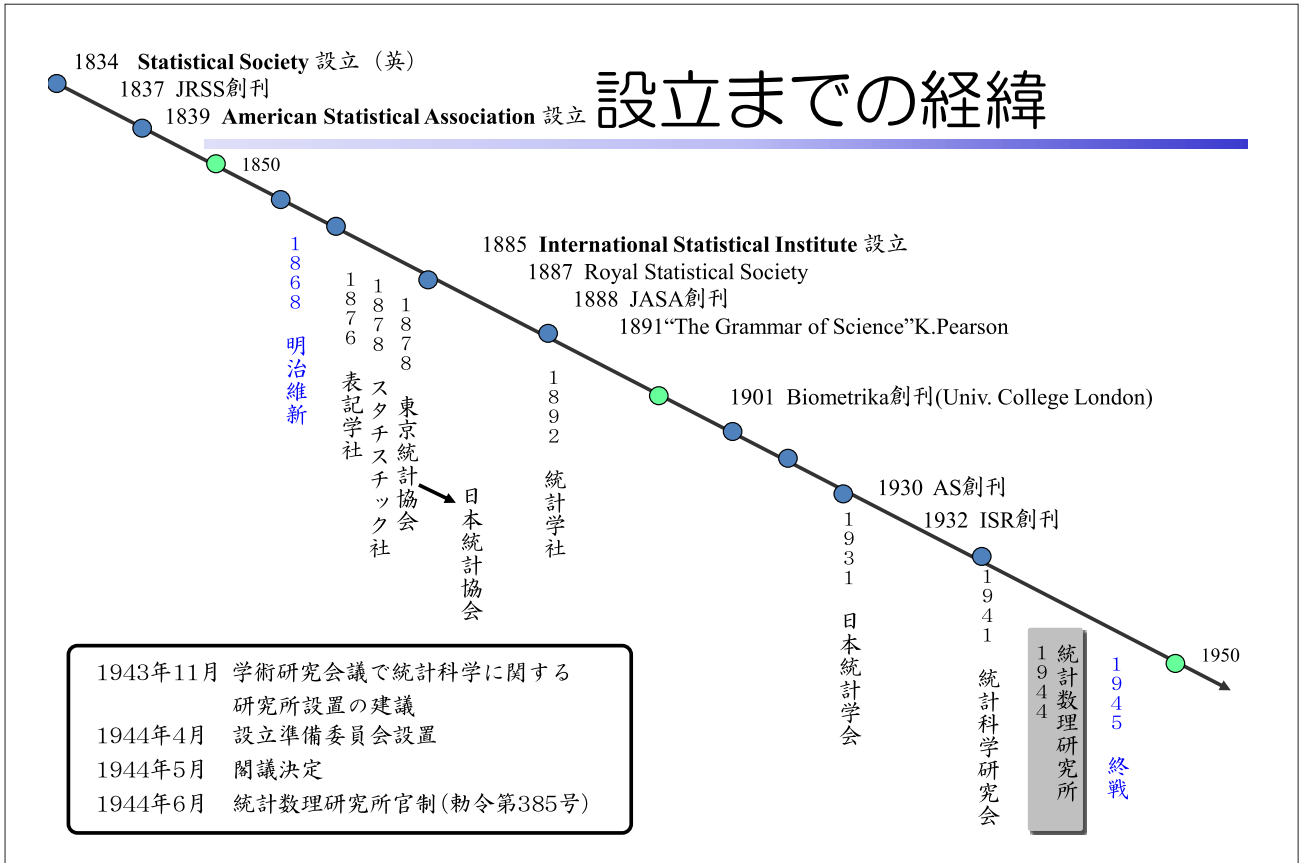 設立までの経緯
1834 Statistical Society 設立（英）
1837 JRSS創刊
1839 American Statistical Association 設立
1850
1868 明治維新
1876 表記学社
1878 スタチスチック社
1878 東京統計協会
日本統計協会
1885 International Statistical Institute 設立
1887 Royal Statistical Society
1888 JASA創刊
1891“The Grammar of Science”K.Pearson
1892 統計学社
1901 Biometrika創刊(Univ. College London)
1930 AS創刊
1932 ISR創刊
1931 日本統計学会
1941 統計科学研究会
統計数理研究所
1944
1945 終戦
1950
1943年11月 学術研究会議で統計科学に関する
研究所設置の建議
1944年4月 設立準備委員会設置
1944年5月 閣議決定
1944年6月 統計数理研究所官制(勅令第385号)